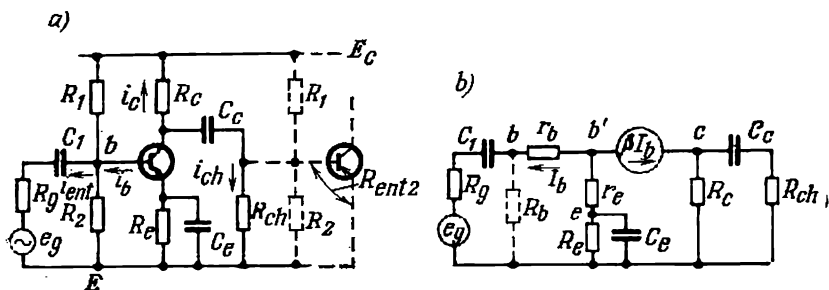 a)
E_c
R_1
i_c
R_c
C_c
R_1
C_1
b
i_ent
i_b
i_ch
R_ent2
R_g
R_2
R_e
C_e
R_ch
R_2
e_g
E
b)
C_1
b
r_b
b'
βI_b
c
C_c
I_b
R_g
R_b
r_e
e
R_c
R_ch
e_g
R_e
C_e